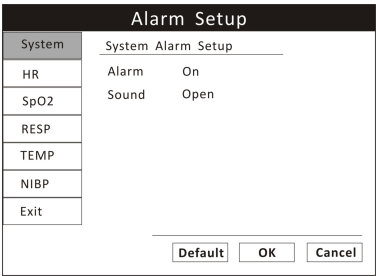 Alarm Setup
System
HR
SpO2
RESP
TEMP
NIBP
Exit
System Alarm Setup
Alarm On
Sound Open
Default OK Cancel